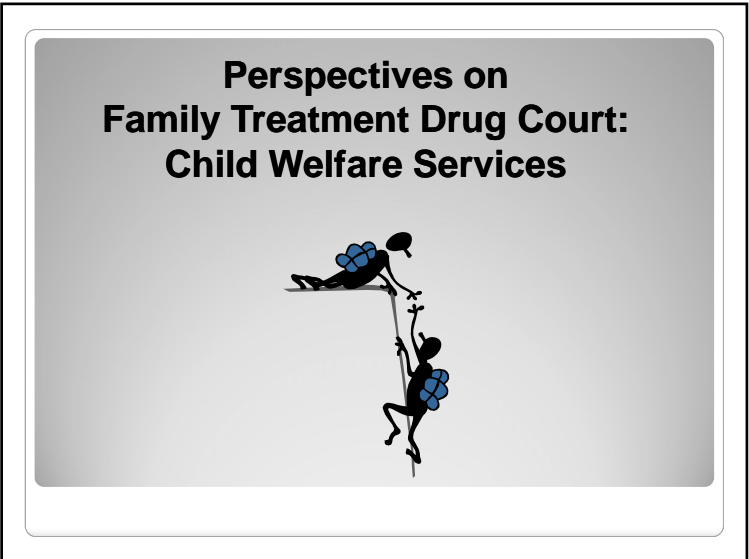 Perspectives on
Family Treatment Drug Court:
Child Welfare Services